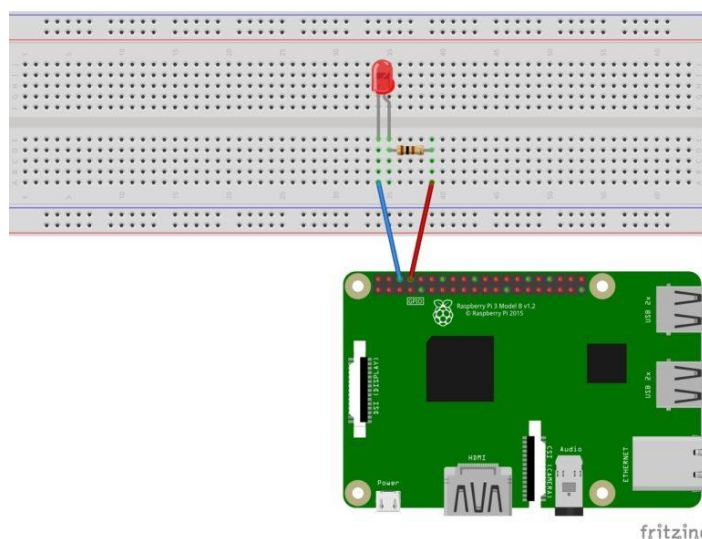 GPIO
Raspberry Pi 3 Model B v1.2
© Raspberry Pi 2015
USB 2x
USB 2x
DSI (DISPLAY)
ETHERNET
CSI (CAMERA)
Audio
HDMI
Power
fritzing